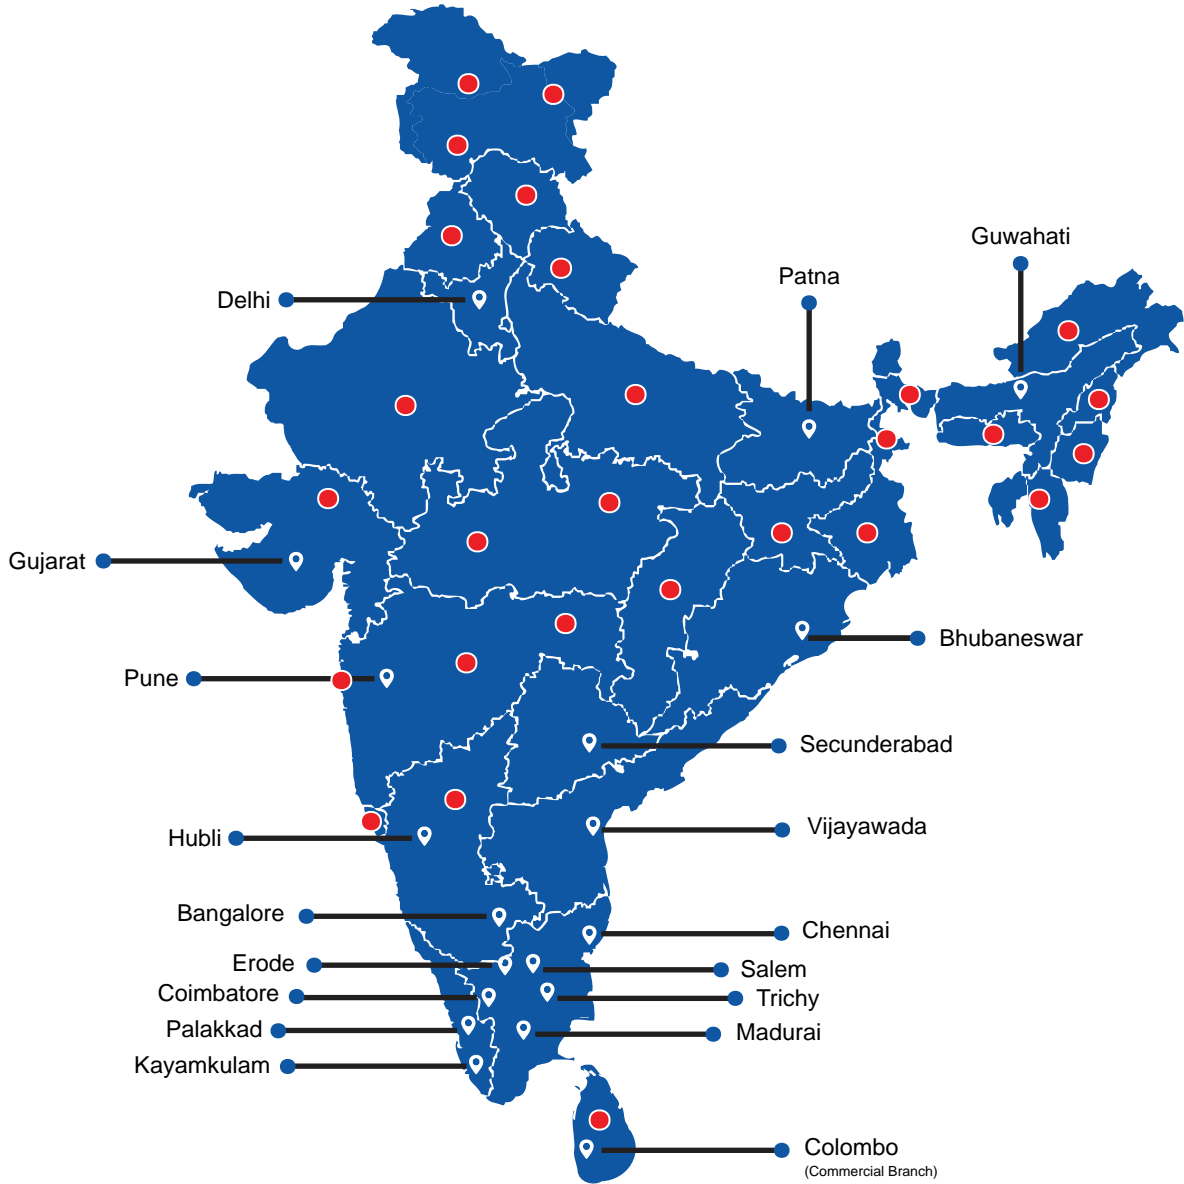 Guwahati
Patna
Delhi
Gujarat
Bhubaneswar
Pune
Secunderabad
Vijayawada
Hubli
Bangalore
Chennai
Erode
Salem
Coimbatore
Trichy
Palakkad
Madurai
Kayamkulam
Colombo
(Commercial Branch)